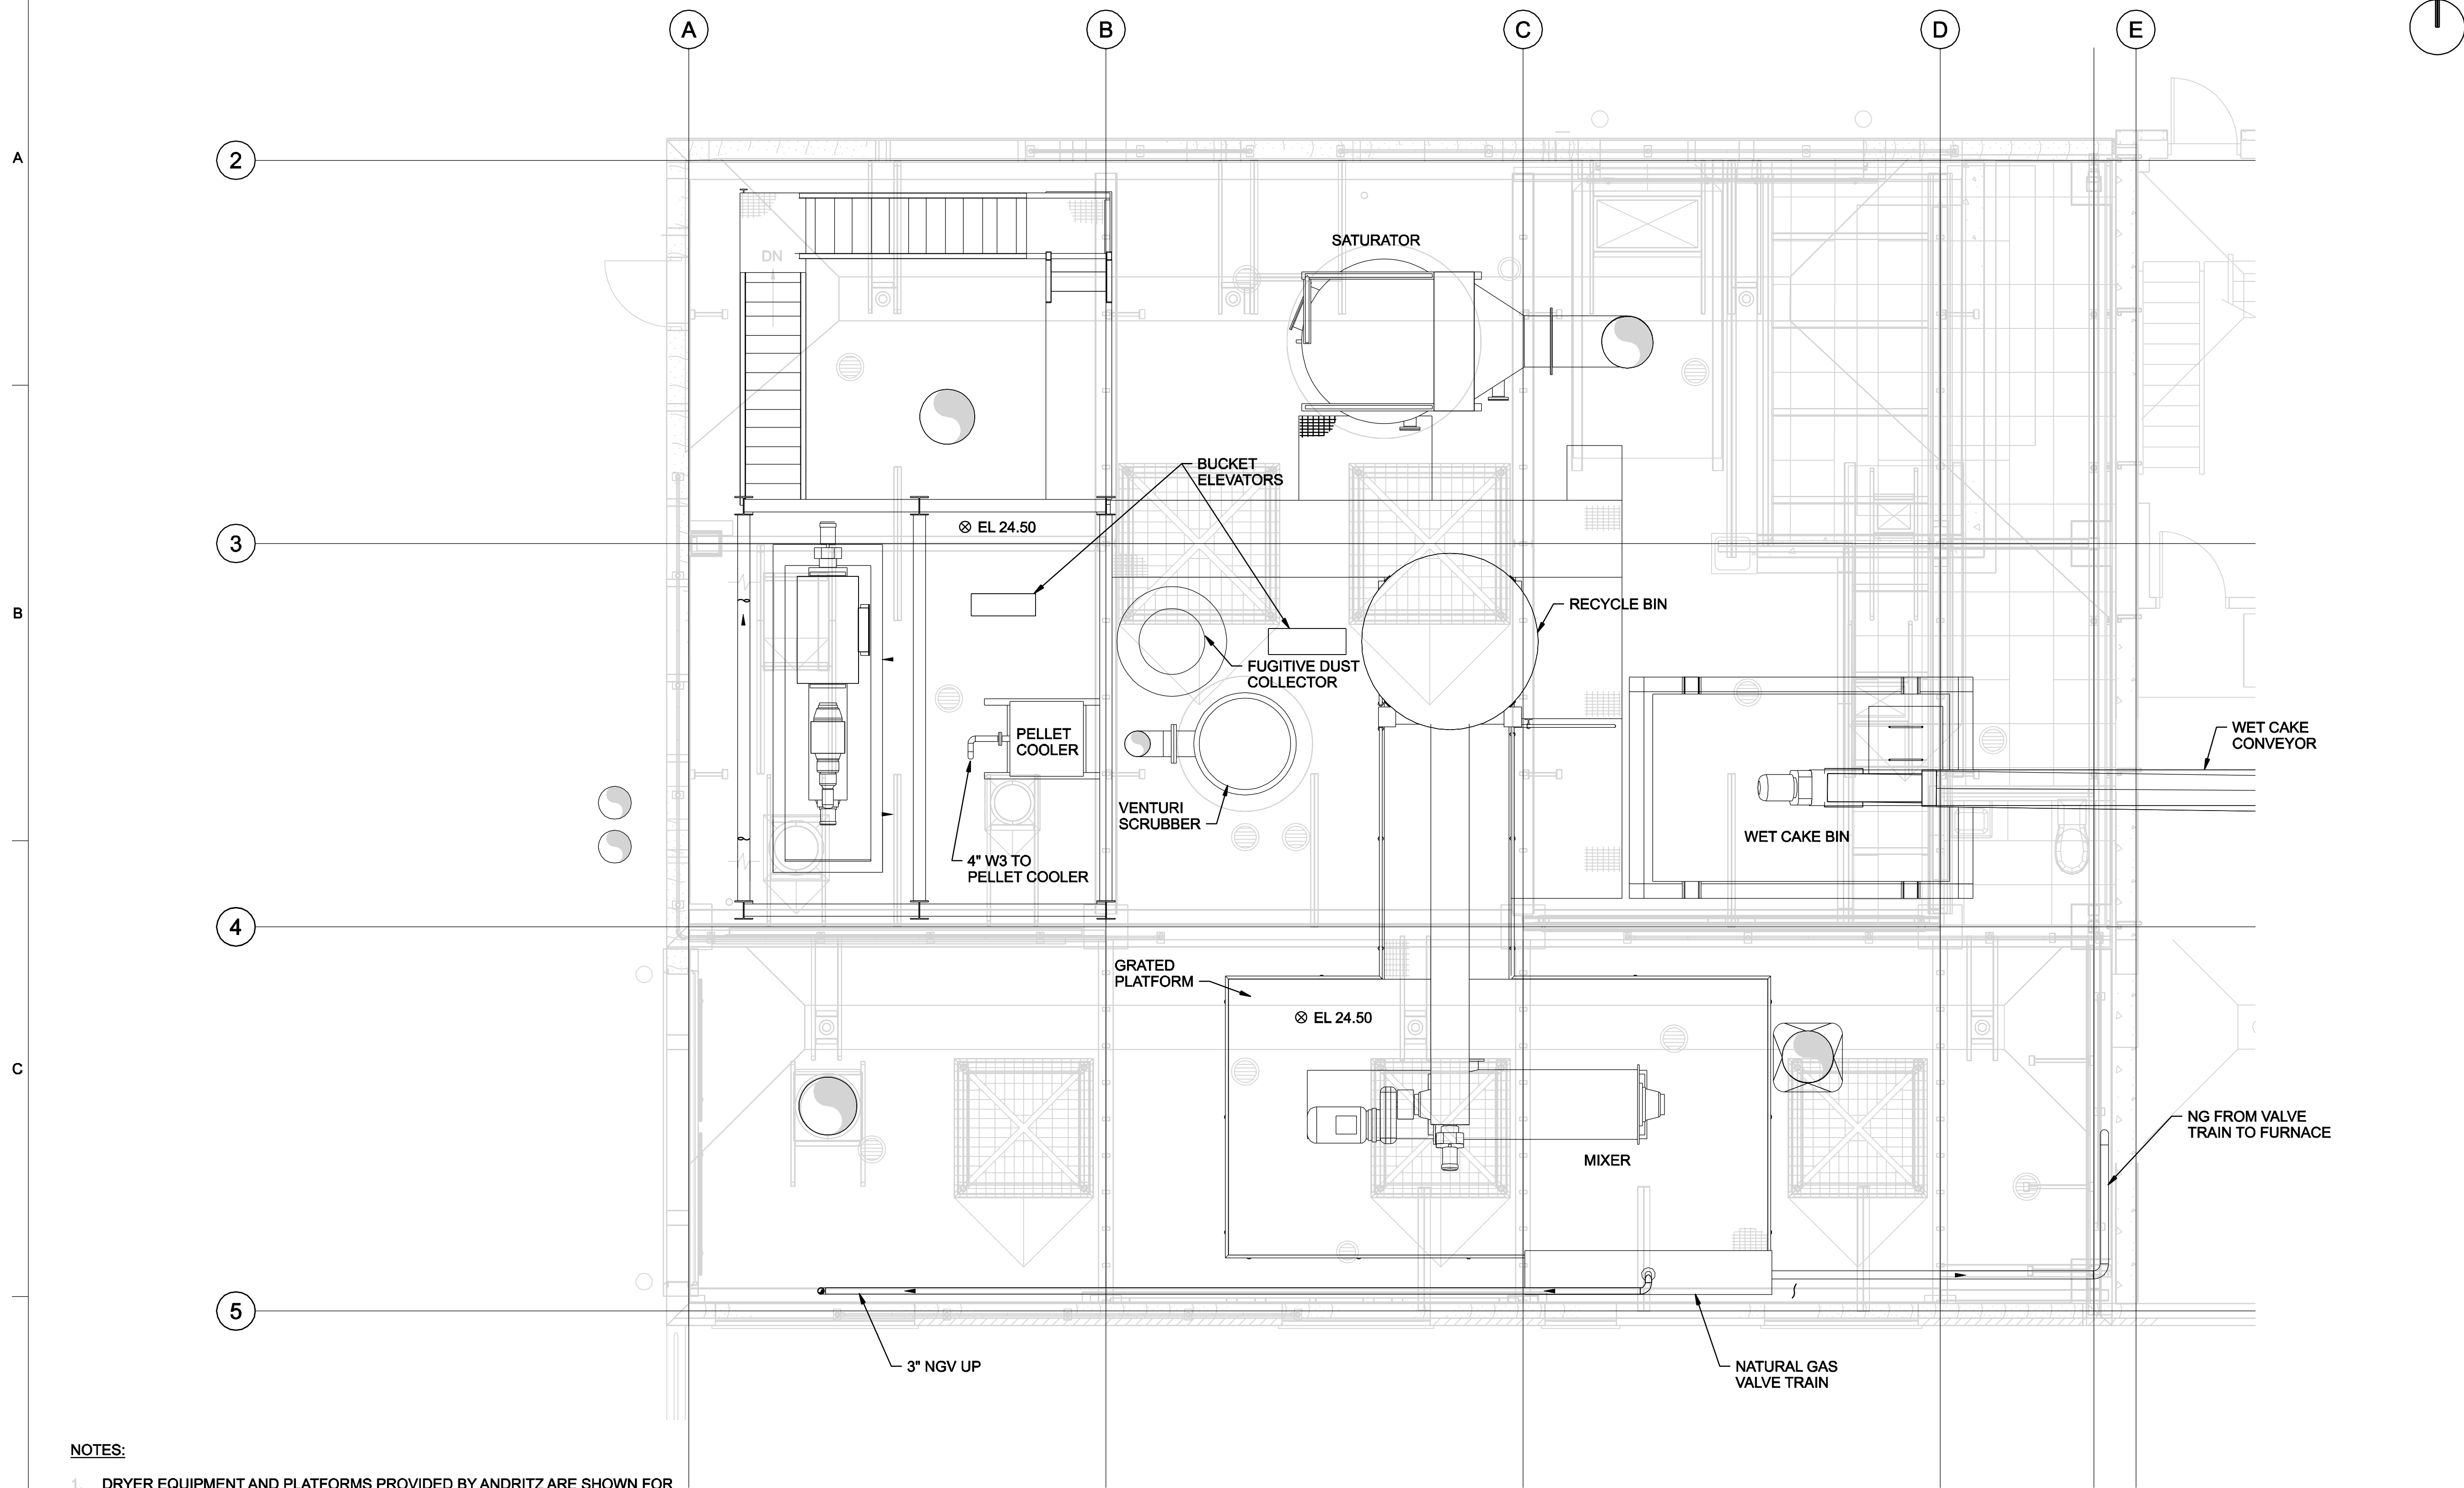 A
B
C
D
E
A
2
DN
SATURATOR
BUCKET
ELEVATORS
EL 24.50
3
B
RECYCLE BIN
FUGITIVE DUST
COLLECTOR
PELLET
COOLER
WET CAKE
CONVEYOR
VENTURI
SCRUBBER
WET CAKE BIN
4" W3 TO
PELLET COOLER
4
GRATED
PLATFORM
EL 24.50
C
NG FROM VALVE
TRAIN TO FURNACE
MIXER
5
3" NGV UP
NATURAL GAS
VALVE TRAIN
NOTES:
1. DRYER EQUIPMENT AND PLATFORMS PROVIDED BY ANDRITZ ARE SHOWN FOR